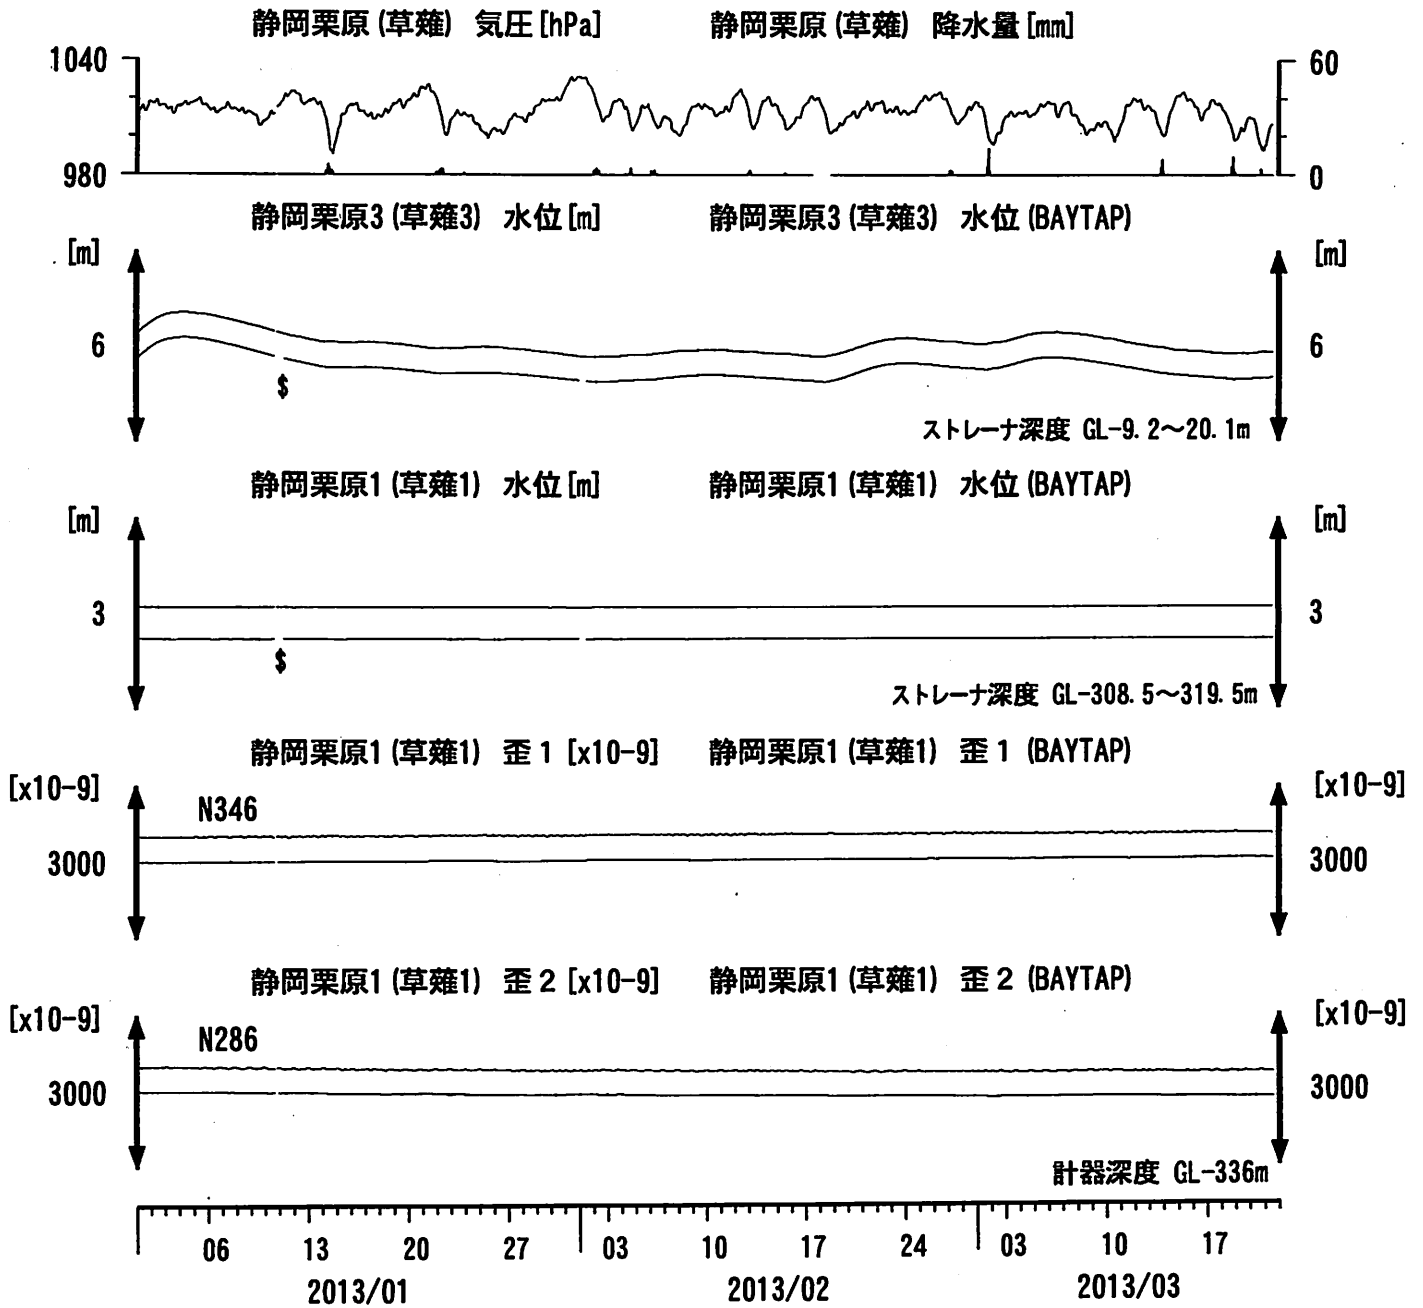 静岡栗原(草薙) 気圧[hPa] 静岡栗原(草薙) 降水量[mm]
1040 60
980 0
静岡栗原3(草薙3) 水位[m] 静岡栗原3(草薙3) 水位(BAYTAP)
[m] [m]
6 6
$
ストレーナ深度 GL-9.2～20.1m
静岡栗原1(草薙1) 水位[m] 静岡栗原1(草薙1) 水位(BAYTAP)
[m] [m]
3 3
$
ストレーナ深度 GL-308.5～319.5m
静岡栗原1(草薙1) 歪1 [x10-9] 静岡栗原1(草薙1) 歪1 (BAYTAP)
[x10-9] [x10-9]
N346
3000 3000
静岡栗原1(草薙1) 歪2 [x10-9] 静岡栗原1(草薙1) 歪2 (BAYTAP)
[x10-9] [x10-9]
N286
3000 3000
計器深度 GL-336m
06 13 20 27 03 10 17 24 03 10 17
2013/01 2013/02 2013/03